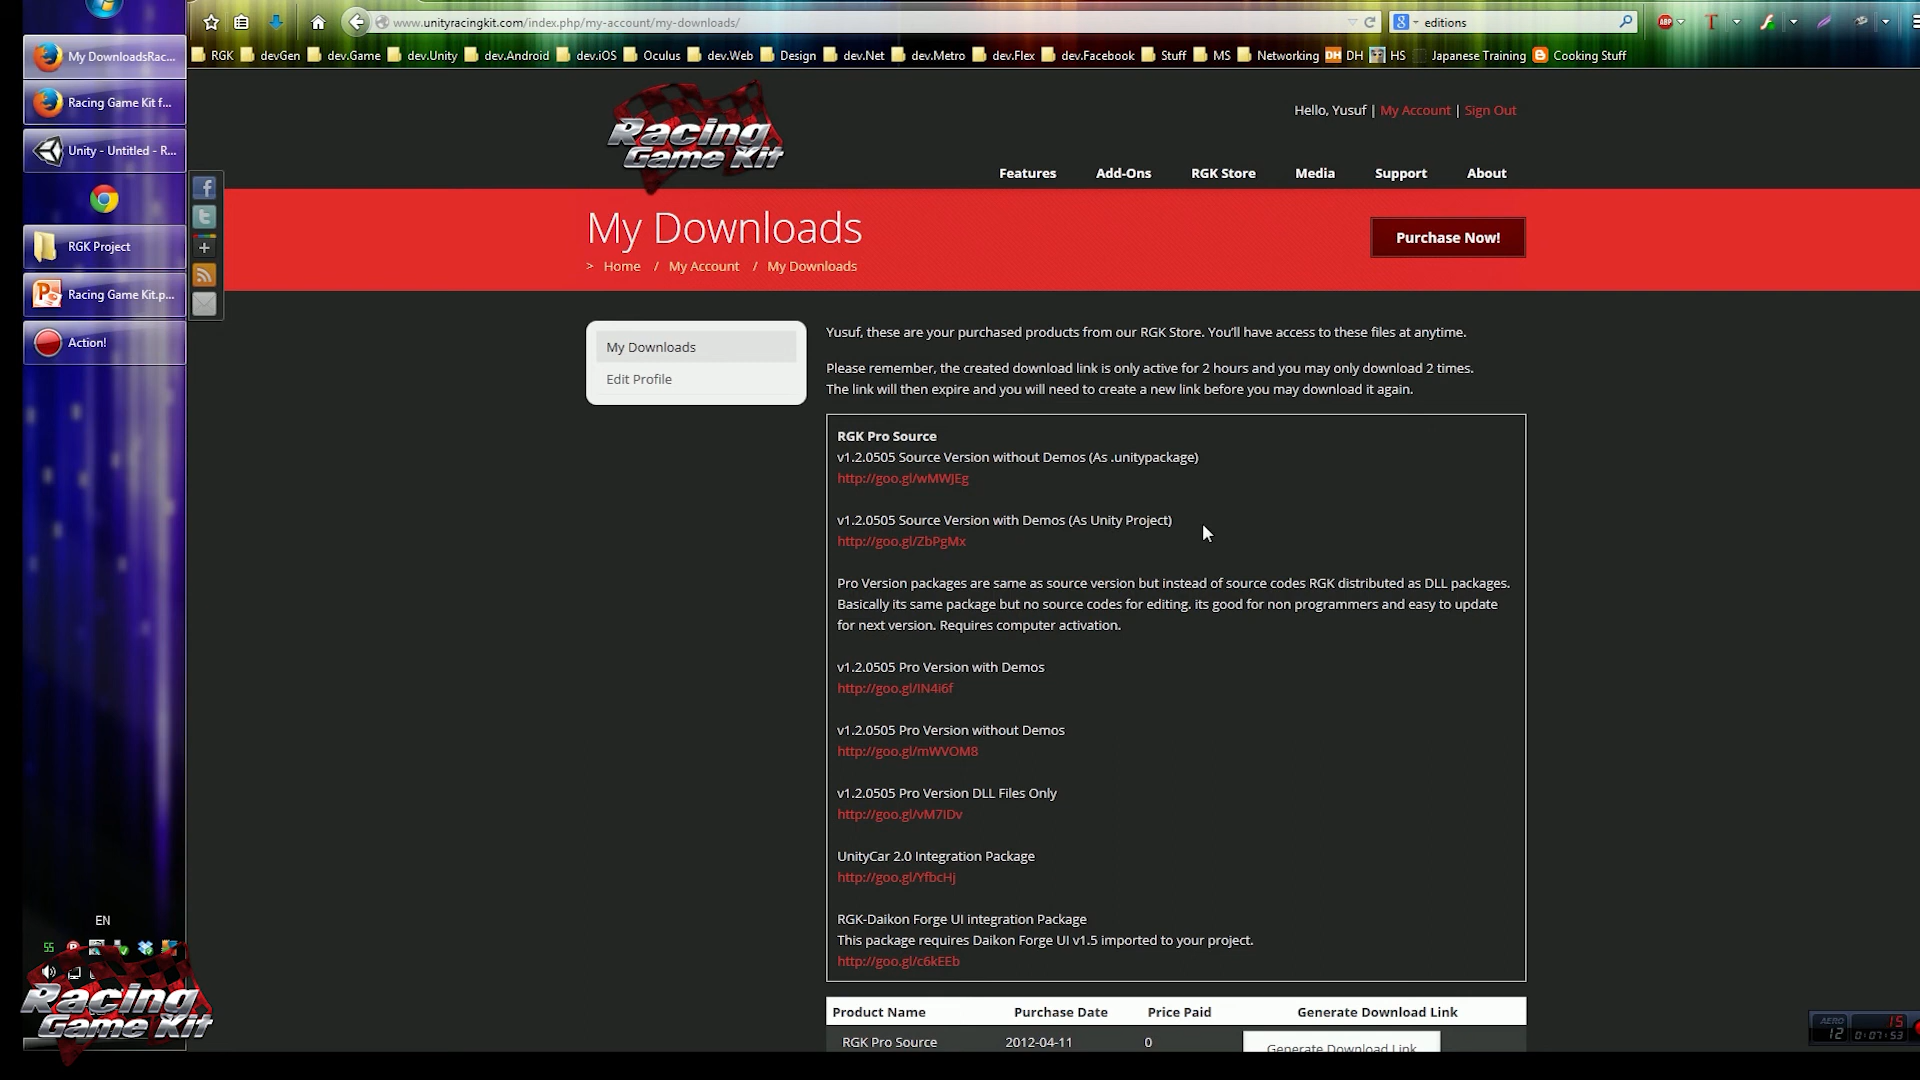 www.unityracingkit.com/index.php/my-account/my-downloads/
editions
ABP
RGK devGen dev.Game dev.Unity dev.Android dev.iOS Oculus dev.Web Design dev.Net dev.Metro dev.Flex dev.Facebook Stuff MS Networking DH DH HS Japanese Training Cooking Stuff
My DownloadsRac...
Racing Game Kit f...
Unity - Untitled - R...
RGK Project
Racing Game Kit.p...
Action!
Racing
Game Kit
Hello, Yusuf | My Account | Sign Out
Features Add-Ons RGK Store Media Support About
My Downloads
Purchase Now!
> Home / My Account / My Downloads
My Downloads
Edit Profile
Yusuf, these are your purchased products from our RGK Store. You'll have access to these files at anytime.
Please remember, the created download link is only active for 2 hours and you may only download 2 times.
The link will then expire and you will need to create a new link before you may download it again.
RGK Pro Source
v1.2.0505 Source Version without Demos (As .unitypackage)
http://goo.gl/wMWJEg
v1.2.0505 Source Version with Demos (As Unity Project)
http://goo.gl/ZbPgMx
Pro Version packages are same as source version but instead of source codes RGK distributed as DLL packages.
Basically its same package but no source codes for editing. its good for non programmers and easy to update
for next version. Requires computer activation.
v1.2.0505 Pro Version with Demos
http://goo.gl/IN4i6f
v1.2.0505 Pro Version without Demos
http://goo.gl/mWVOM8
v1.2.0505 Pro Version DLL Files Only
http://goo.gl/vM7IDv
UnityCar 2.0 Integration Package
http://goo.gl/YfbcHj
RGK-Daikon Forge UI integration Package
This package requires Daikon Forge UI v1.5 imported to your project.
http://goo.gl/c6kEEb
Product Name Purchase Date Price Paid Generate Download Link
RGK Pro Source 2012-04-11 0 Generate Download Link
EN
55
Racing
Game Kit
AERO 15
12 0:07:53